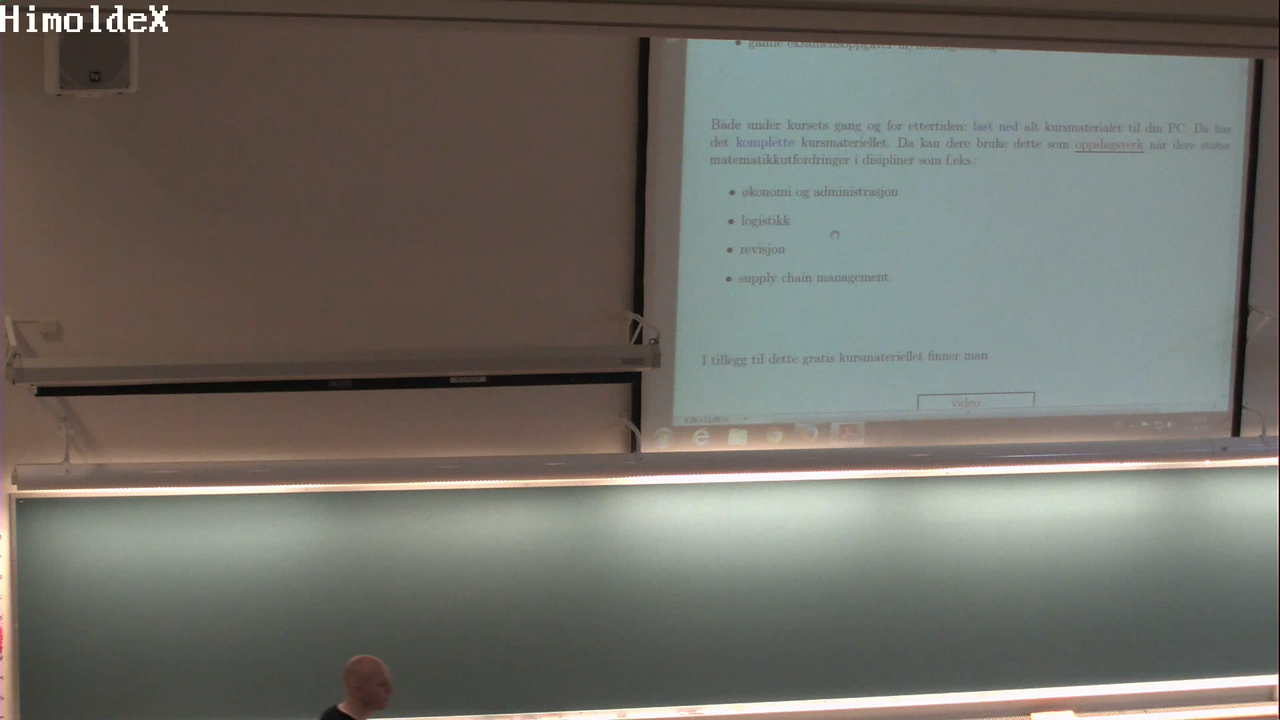 HimoldeX
gamle eksamensoppgaver
Både under kursets gang og for ettertiden: last ned alt kursmaterialet til din PC. Da har
det komplette kursmateriellet. Da kan dere bruke dette som oppslagsverk når dere støter
matematikkutfordringer i disipliner som f.eks.:
økonomi og administrasjon
logistikk
revisjon
supply chain management
I tillegg til dette gratis kursmateriellet finner man
video